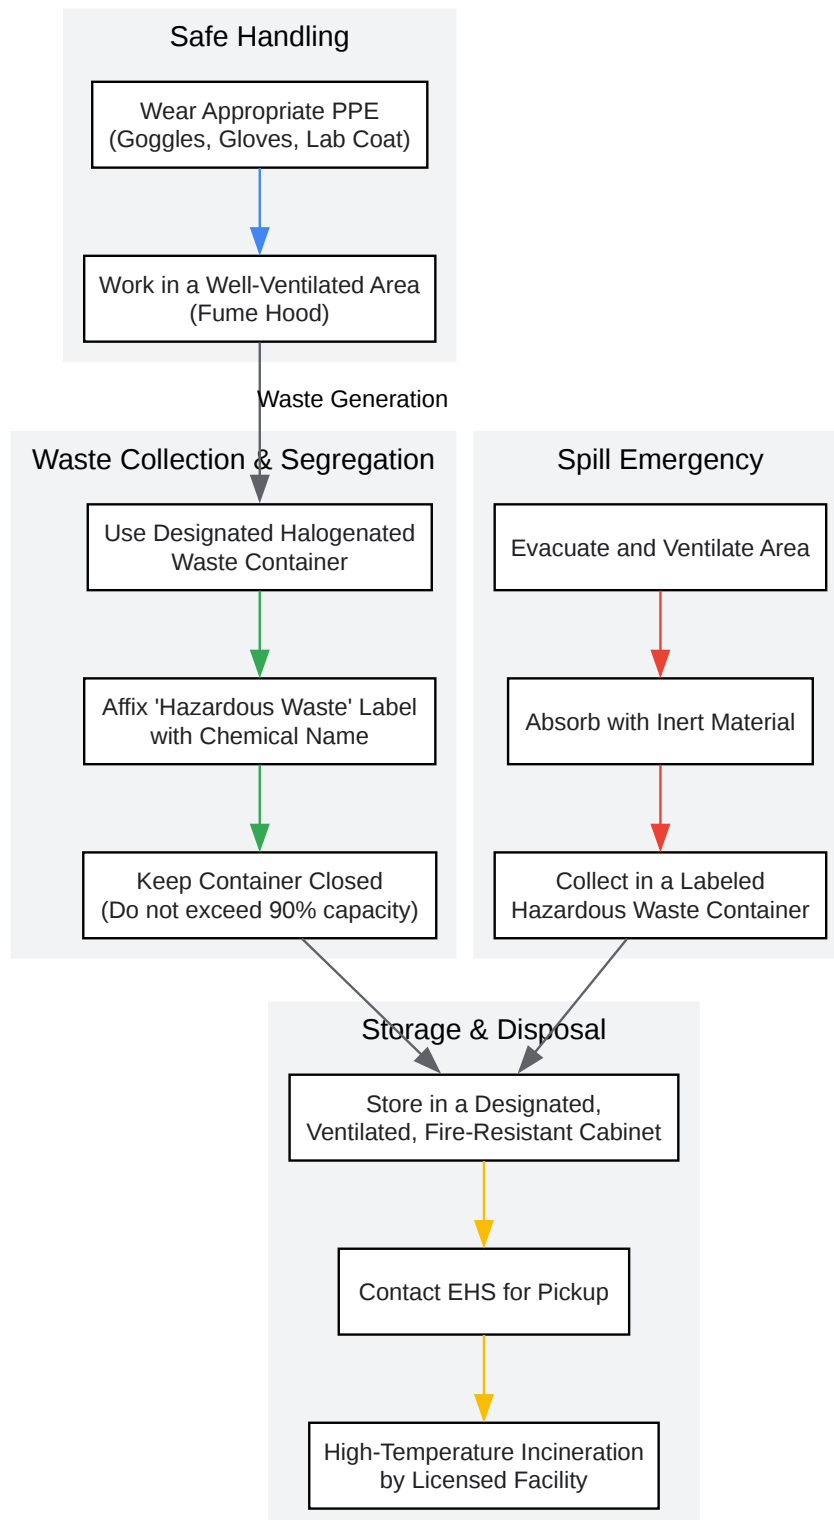 Safe Handling
Wear Appropriate PPE
(Goggles, Gloves, Lab Coat)
Work in a Well-Ventilated Area
(Fume Hood)
Waste Generation
Waste Collection & Segregation
Use Designated Halogenated
Waste Container
Affix 'Hazardous Waste' Label
with Chemical Name
Keep Container Closed
(Do not exceed 90% capacity)
Spill Emergency
Evacuate and Ventilate Area
Absorb with Inert Material
Collect in a Labeled
Hazardous Waste Container
Storage & Disposal
Store in a Designated,
Ventilated, Fire-Resistant Cabinet
Contact EHS for Pickup
High-Temperature Incineration
by Licensed Facility